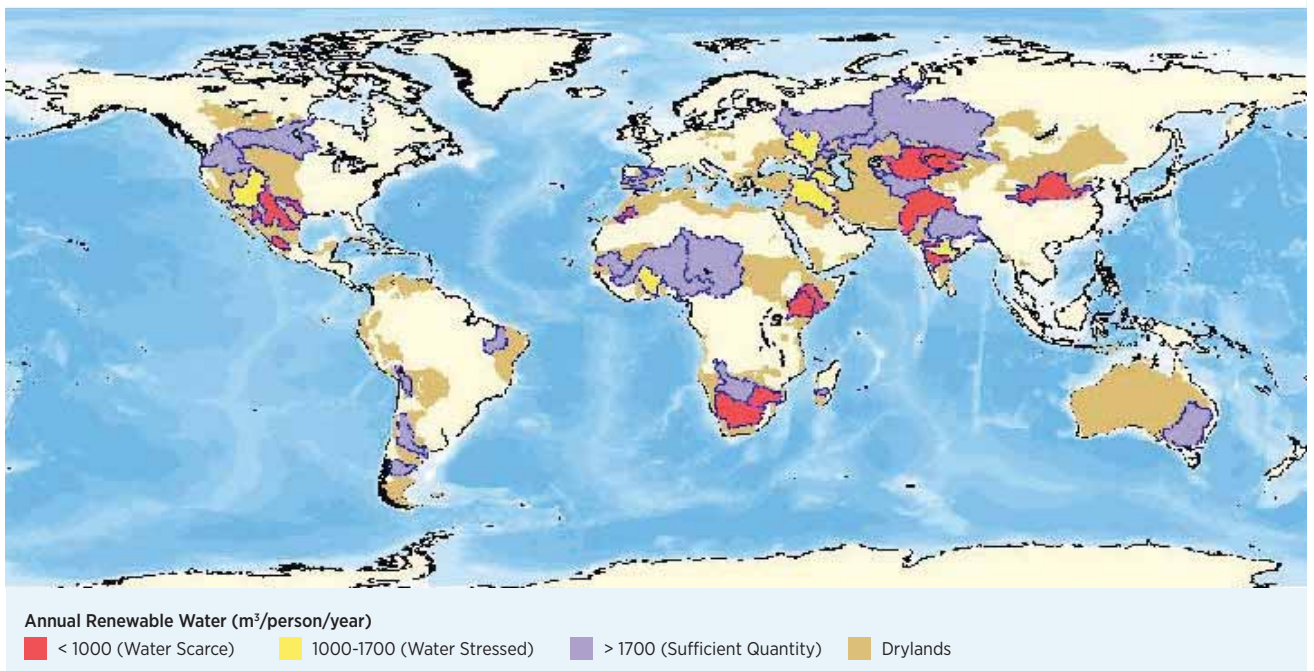 Annual Renewable Water (m³/person/year)
< 1000 (Water Scarce) 1000-1700 (Water Stressed) > 1700 (Sufficient Quantity) Drylands